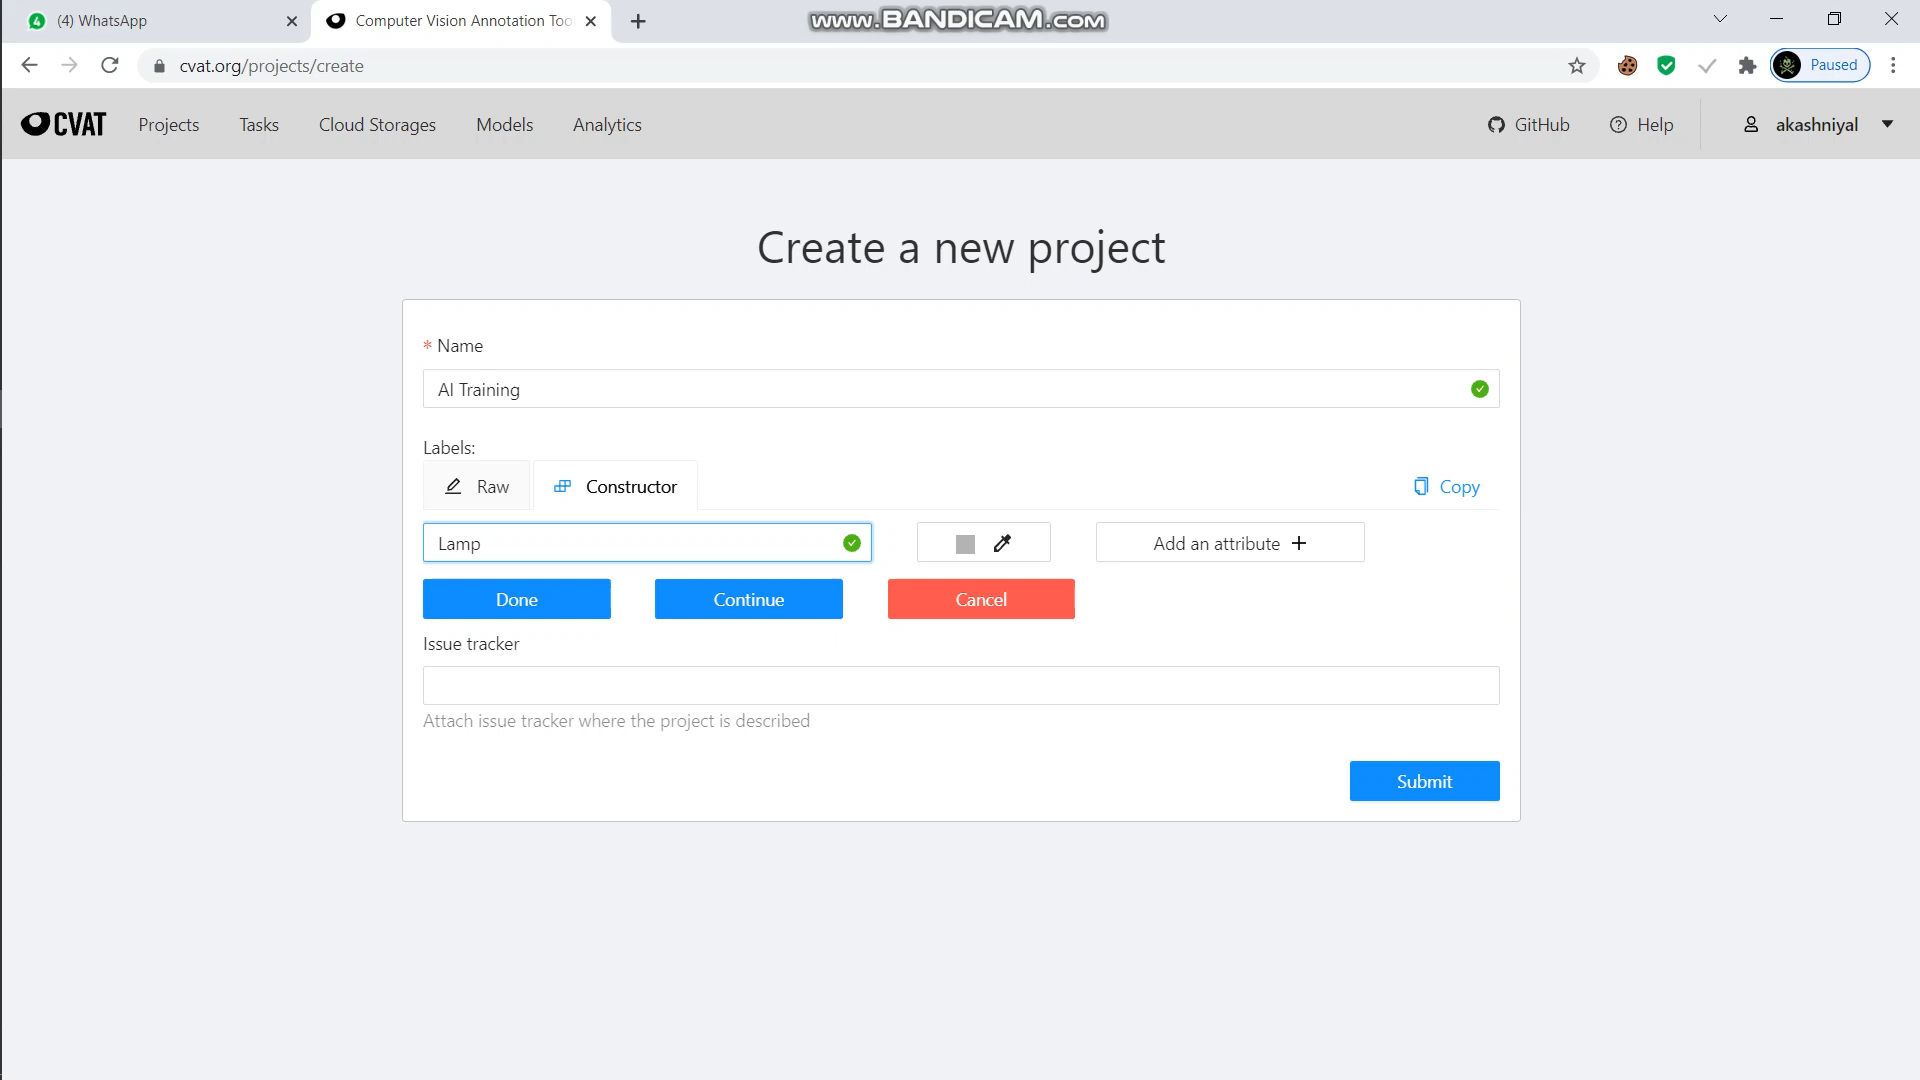 (4) WhatsApp
Computer Vision Annotation Too
www.BANDICAM.com
cvat.org/projects/create
Paused
CVAT
Projects
Tasks
Cloud Storages
Models
Analytics
GitHub
Help
akashniyal
Create a new project
* Name
AI Training
Labels:
Raw
Constructor
Copy
Lamp
Add an attribute
Done
Continue
Cancel
Issue tracker
Attach issue tracker where the project is described
Submit